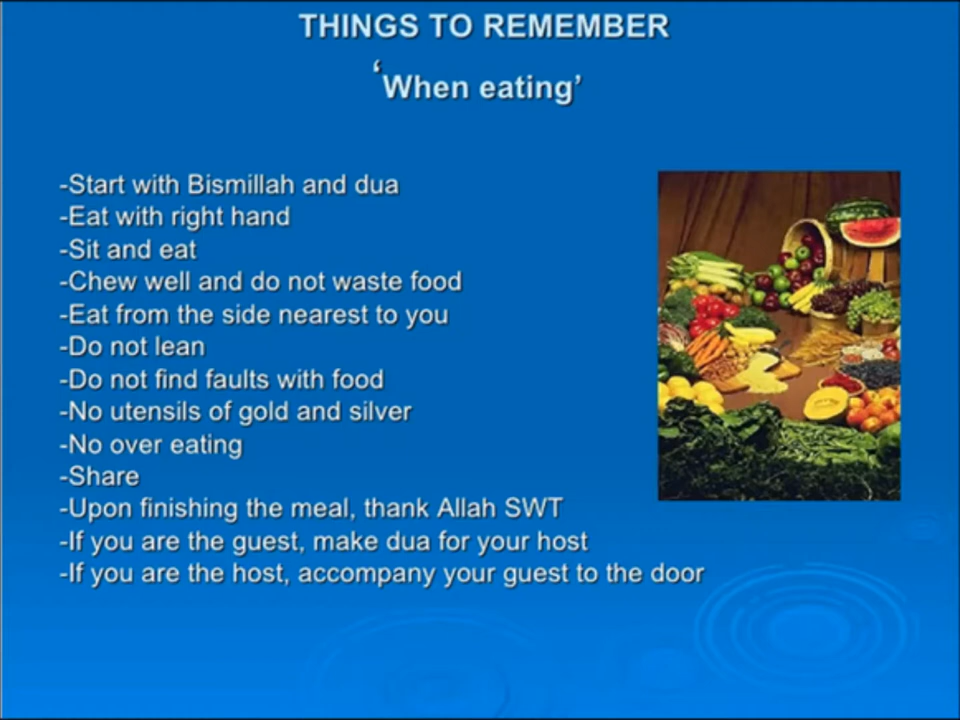 THINGS TO REMEMBER
‘When eating’
-Start with Bismillah and dua
-Eat with right hand
-Sit and eat
-Chew well and do not waste food
-Eat from the side nearest to you
-Do not lean
-Do not find faults with food
-No utensils of gold and silver
-No over eating
-Share
-Upon finishing the meal, thank Allah SWT
-If you are the guest, make dua for your host
-If you are the host, accompany your guest to the door